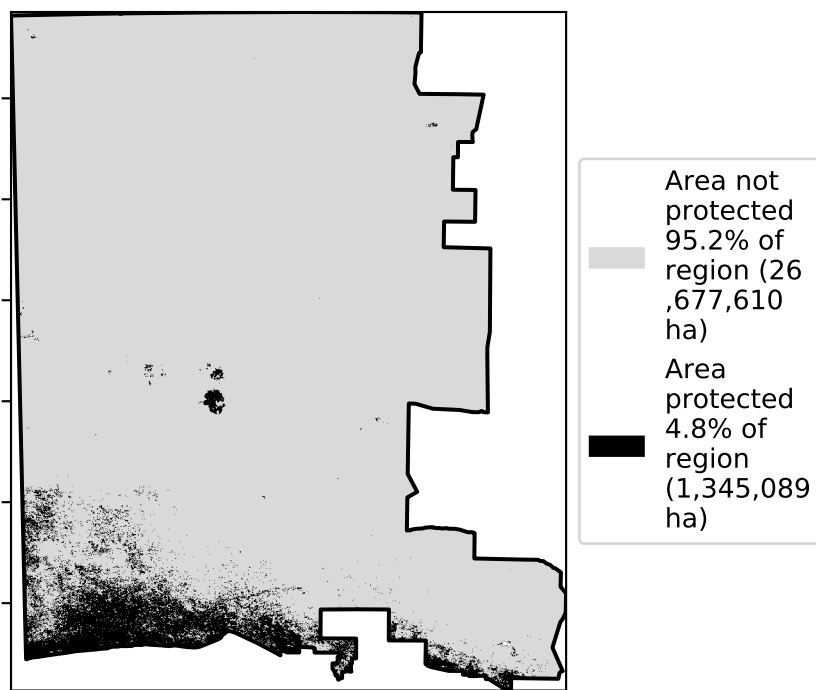 Area not
protected
95.2% of
region (26
,677,610
ha)
Area
protected
4.8% of
region
(1,345,089
ha)